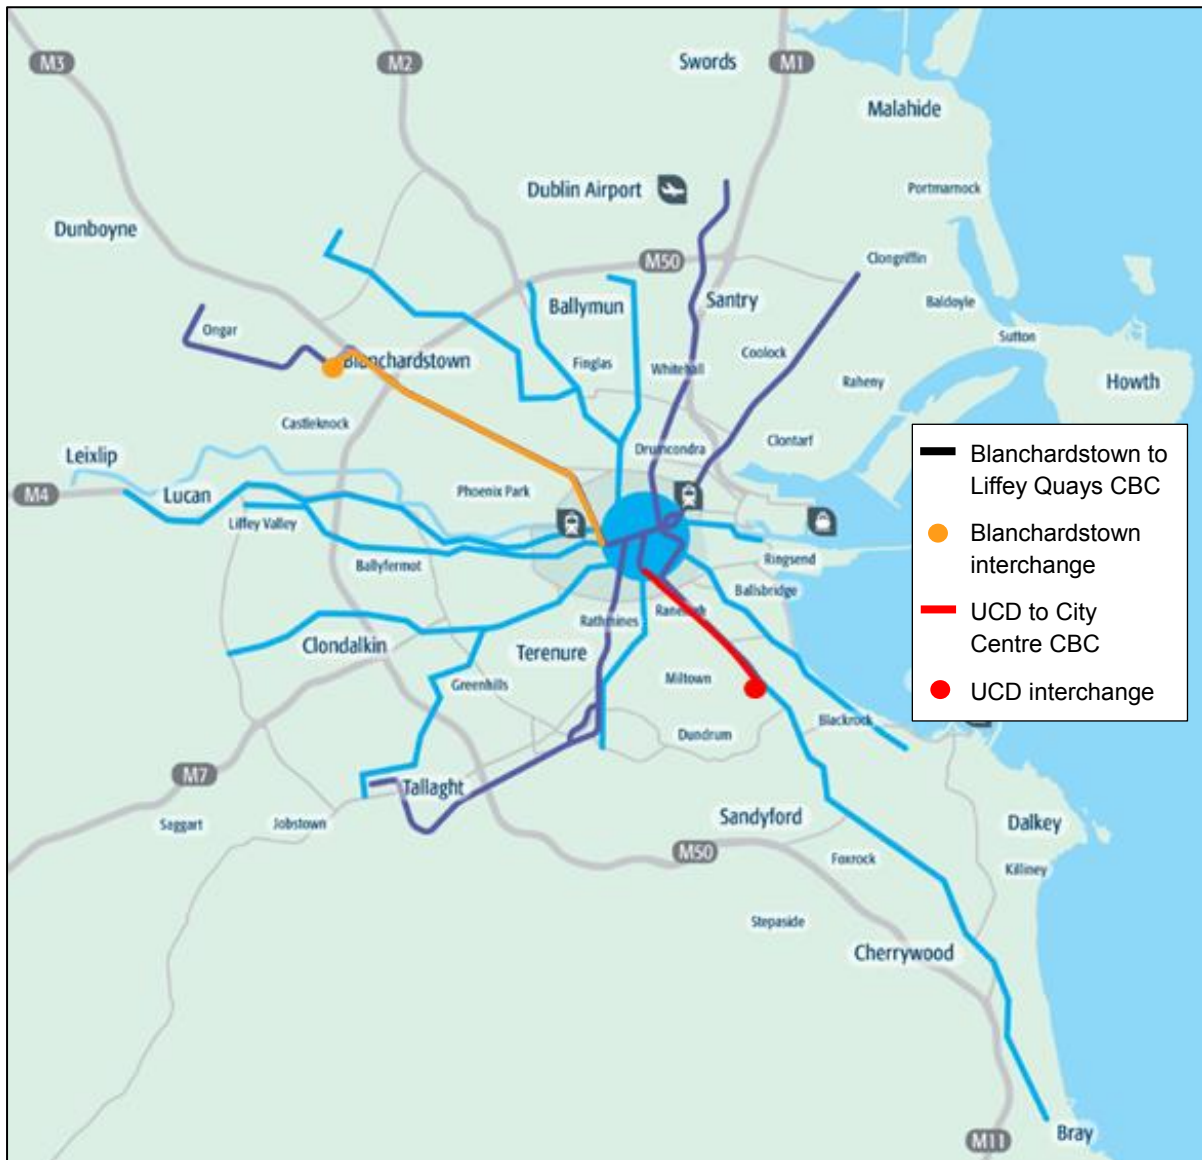 M3
M2
Swords
M1
Malahide
Dublin Airport
Portmarnock
Dunboyne
M50
Clongriffin
Ballymun
Santry
Baldoyle
Ongar
Sutton
Blanchardstown
Finglas
Whitehall
Coolock
Raheny
Howth
Castleknock
Drumcondra
Clontarf
Leixlip
M4
Lucan
Phoenix Park
Liffey Valley
Ballyfermot
Ringsend
Ballsbridge
Rathmines
Ranelagh
Clondalkin
Terenure
Greenhills
Miltown
Blackrock
Dundrum
M7
Tallaght
Saggart
Jobstown
Sandyford
Dalkey
M50
Foxrock
Killiney
Stepaside
Cherrywood
M11
Bray
Blanchardstown to
Liffey Quays CBC
Blanchardstown
interchange
UCD to City
Centre CBC
UCD interchange